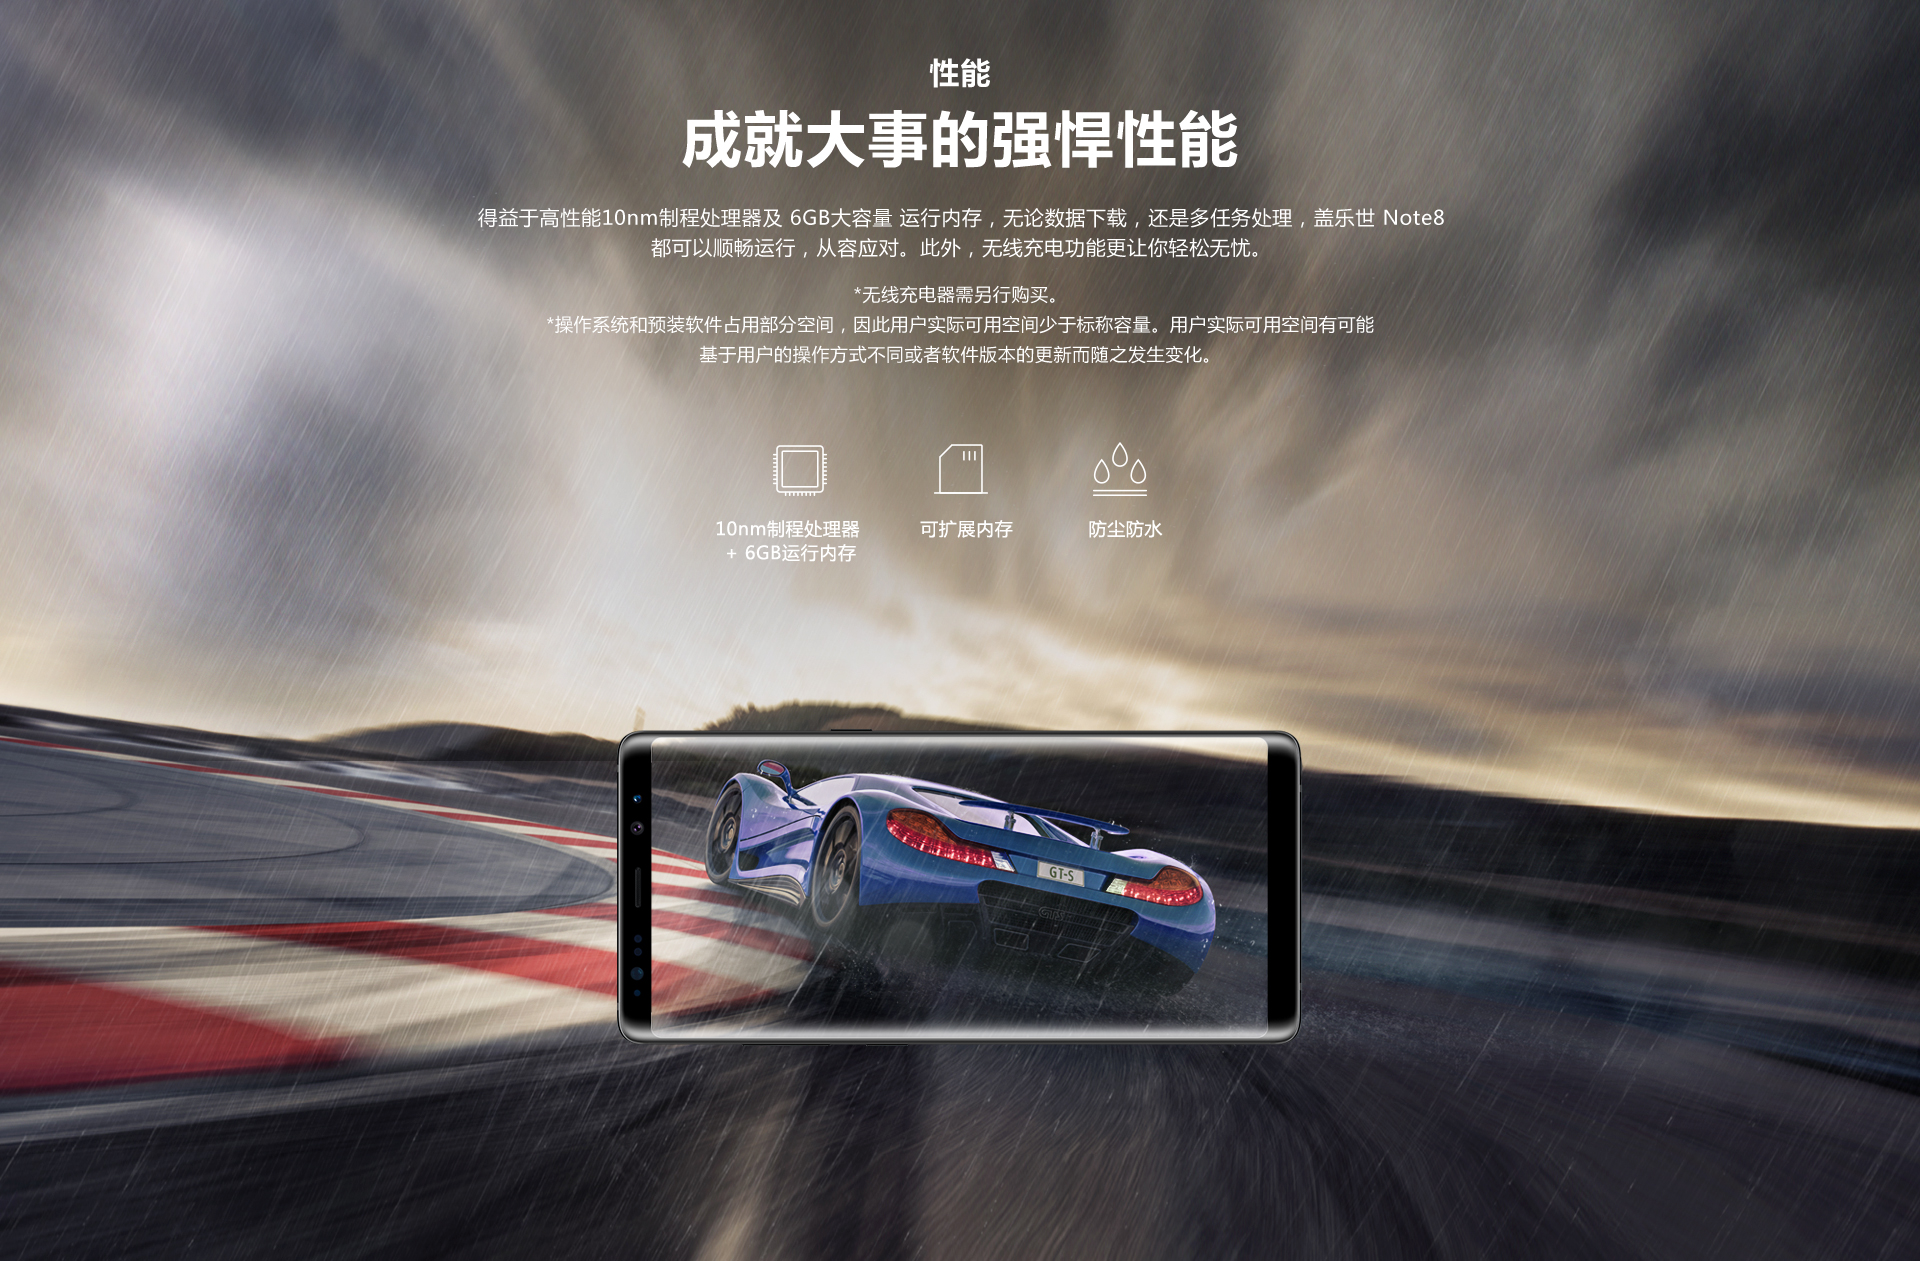 性能
成就大事的强悍性能
得益于高性能10nm制程处理器及 6GB大容量 运行内存，无论数据下载，还是多任务处理，盖乐世 Note8
都可以顺畅运行，从容应对。此外，无线充电功能更让你轻松无忧。
*无线充电器需另行购买。
*操作系统和预装软件占用部分空间，因此用户实际可用空间少于标称容量。用户实际可用空间有可能
基于用户的操作方式不同或者软件版本的更新而随之发生变化。
10nm制程处理器
+ 6GB运行内存
可扩展内存
防尘防水
GT-S